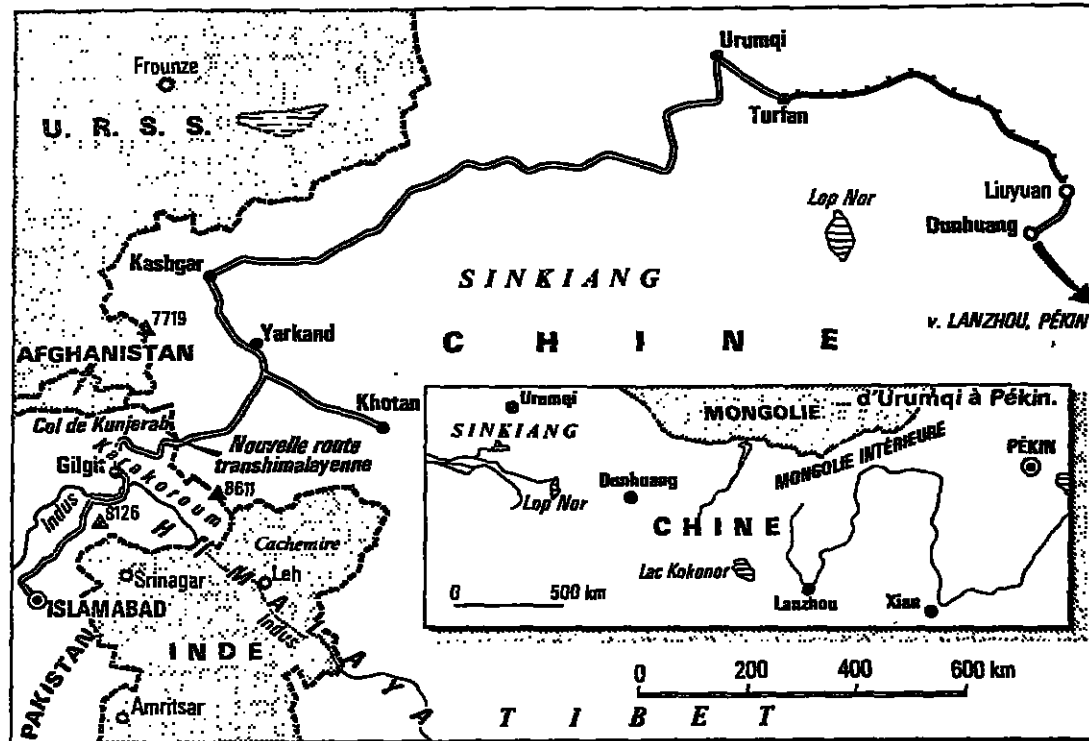 Urumqi
Frounze
U. R. S. S.
Turfan
Liuyuan
Lop Nor
Dunhuang
Kashgar
SINKIANG
7719
v. LANZHOU, PÉKIN
Yarkand
CHINE
AFGHANISTAN
Khotan
Col de Kunjerab
Nouvelle route
transhimalayenne
Gilgit
Karakoroum
8611
Indus
8126
HIMALAYA
Cachemire
Srinagar
Leh
ISLAMABAD
Indus
INDE
PAKISTAN
Amritsar
TIBET
0 200 400 600 km
Urumqi
MONGOLIE
... d'Urumqi à Pékin.
SINKIANG
MONGOLIE INTÉRIEURE
PÉKIN
Dunhuang
Lop Nor
CHINE
Lac Kokonor
0 500 km
Lanzhou
Xian